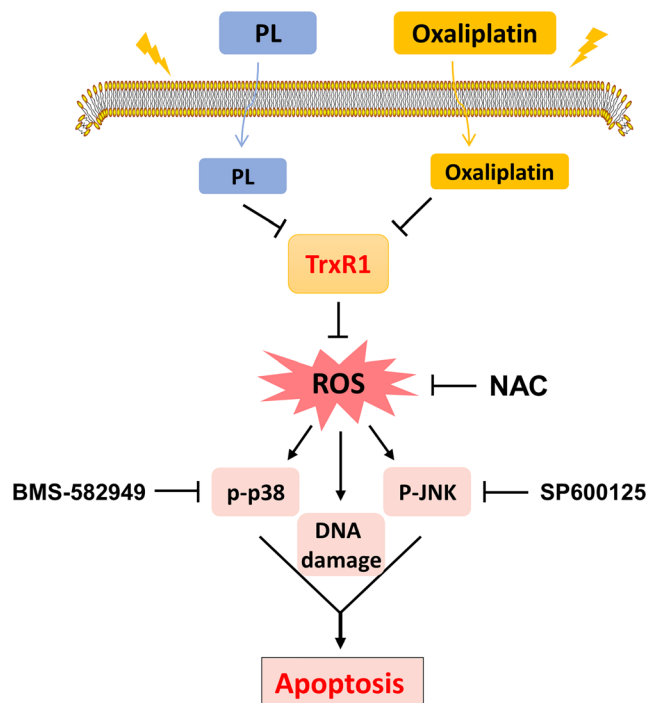 PL
Oxaliplatin
PL
Oxaliplatin
TrxR1
ROS
NAC
BMS-582949
p-p38
P-JNK
SP600125
DNA
damage
Apoptosis